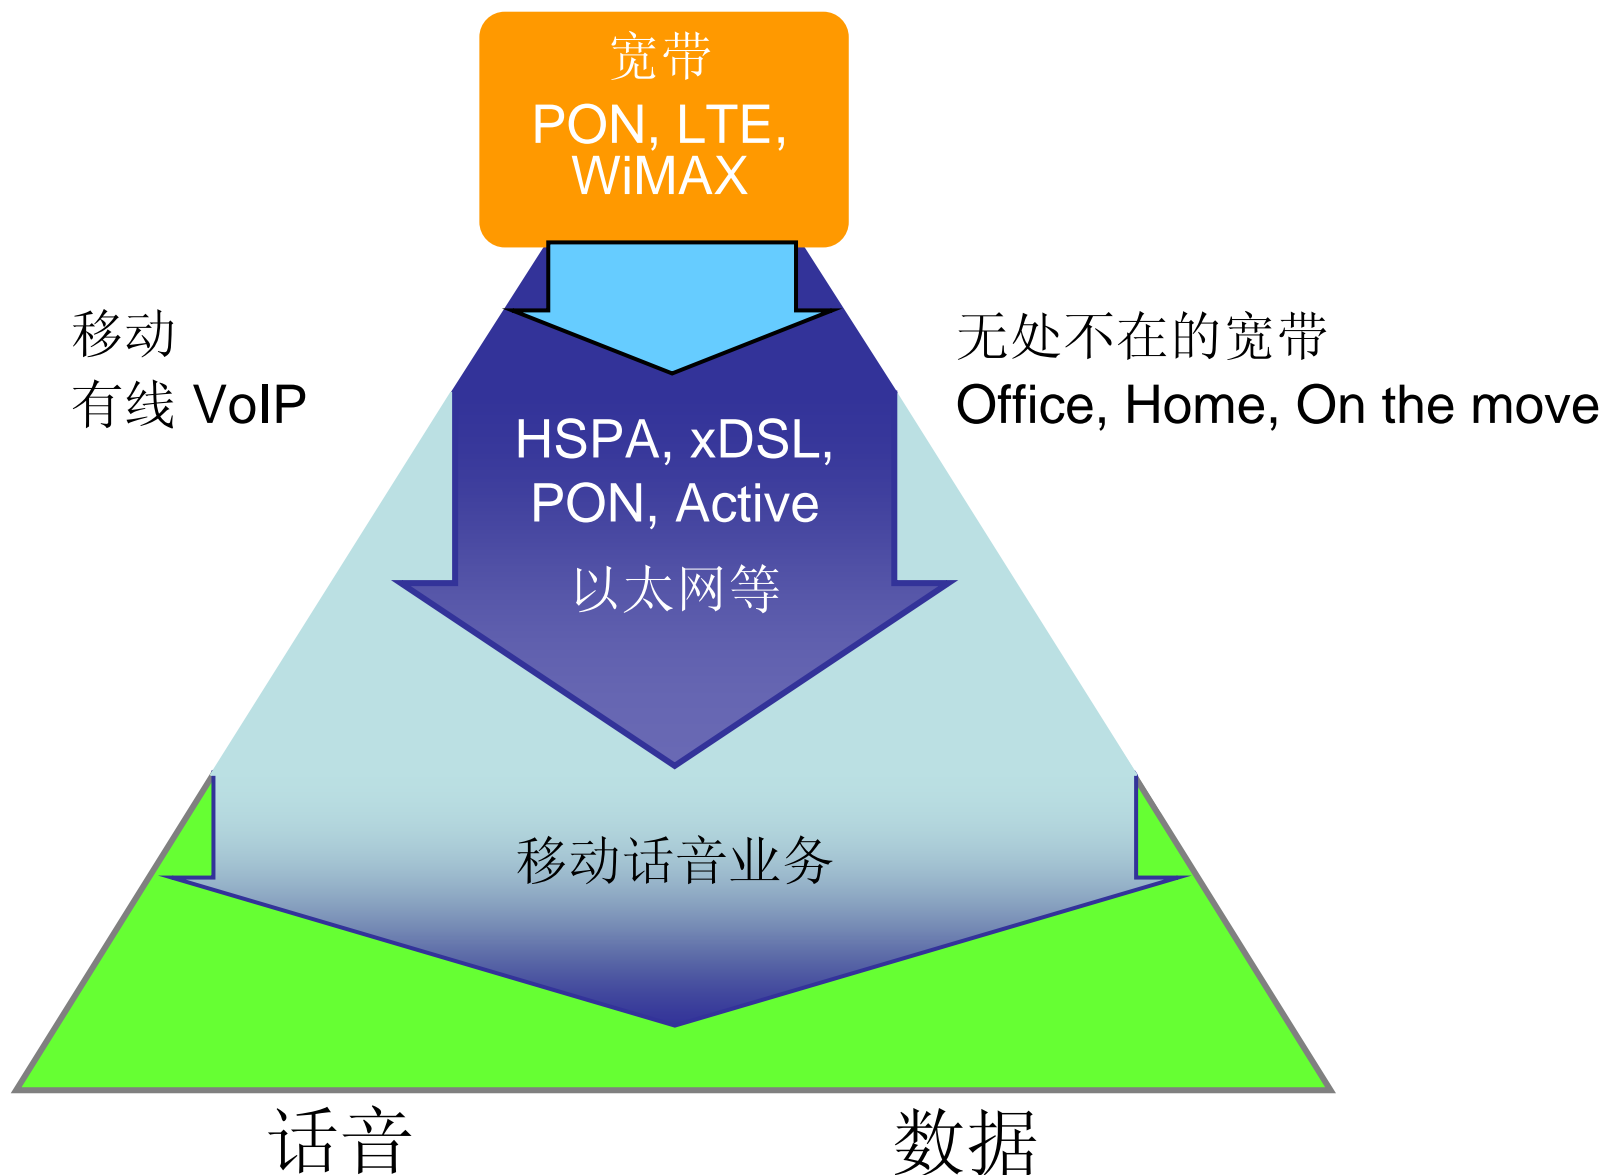 宽带
PON, LTE,
WiMAX
移动
有线 VoIP
无处不在的宽带
Office, Home, On the move
HSPA, xDSL,
PON, Active
以太网等
移动话音业务
话音
数据